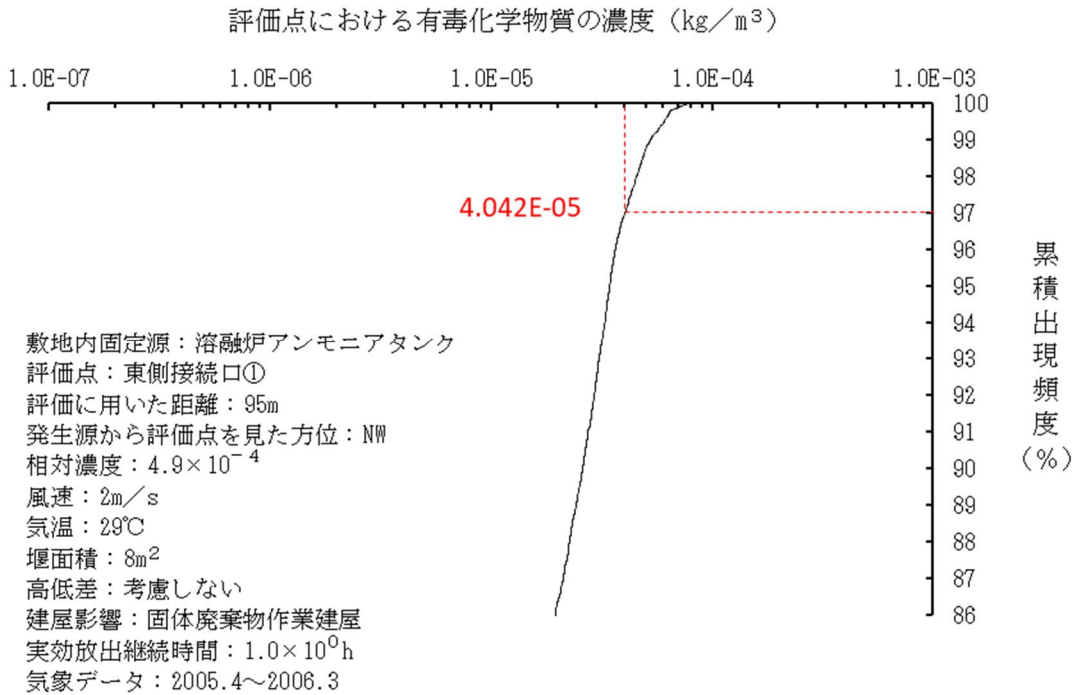 評価点における有毒化学物質の濃度（kg／m³）
1.0E-07 1.0E-06 1.0E-05 1.0E-04 1.0E-03
100
99
98
97
96
95
94
93
92
91
90
89
88
87
86
4.042E-05
累積出現頻度（%）
敷地内固定源：溶融炉アンモニアタンク
評価点：東側接続口①
評価に用いた距離：95m
発生源から評価点を見た方位：NW
相対濃度：4.9×10⁻⁴
風速：2m／s
気温：29℃
堰面積：8m²
高低差：考慮しない
建屋影響：固体廃棄物作業建屋
実効放出継続時間：1.0×10⁰h
気象データ：2005.4～2006.3